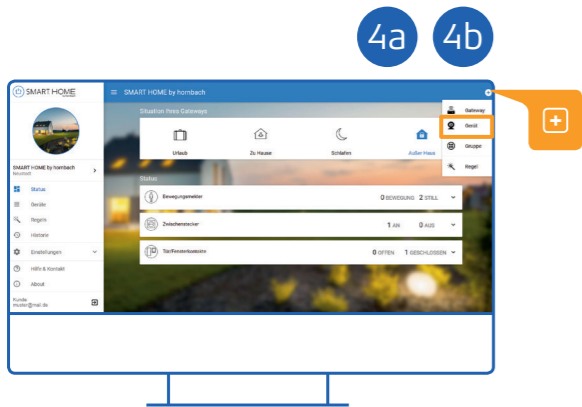 4a 4b
SMART HOME
SMART HOME by hornbach
Situation Ihres Gateways
Urlaub
Zu Hause
Schlafen
Außer Haus
Gateway
Gerät
Gruppe
Regel
SMART HOME by hornbach
Neustadt
Status
Geräte
Regeln
Historie
Einstellungen
Hilfe & Kontakt
About
Kunde
muster@mail.de
Status
Bewegungsmelder 0 BEWEGUNG 2 STILL
Zwischenstecker 1 AN 0 AUS
Tür/Fensterkontakte 0 OFFEN 1 GESCHLOSSEN